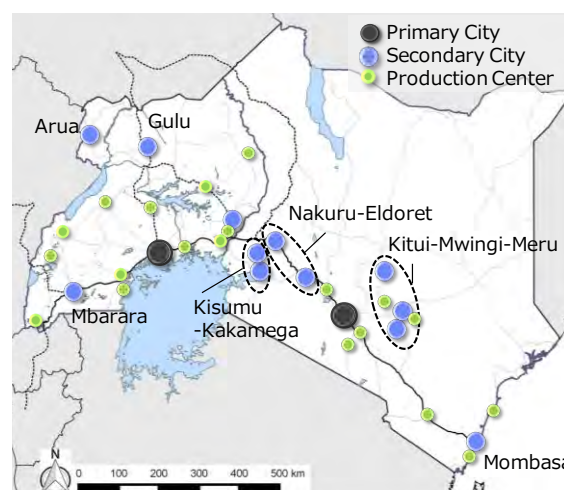 Primary City
Secondary City
Production Center
Arua
Gulu
Nakuru-Eldoret
Kitui-Mwingi-Meru
Kisumu
-Kakamega
Mbarara
Mombasa
N
0 100 200 300 400 500 km